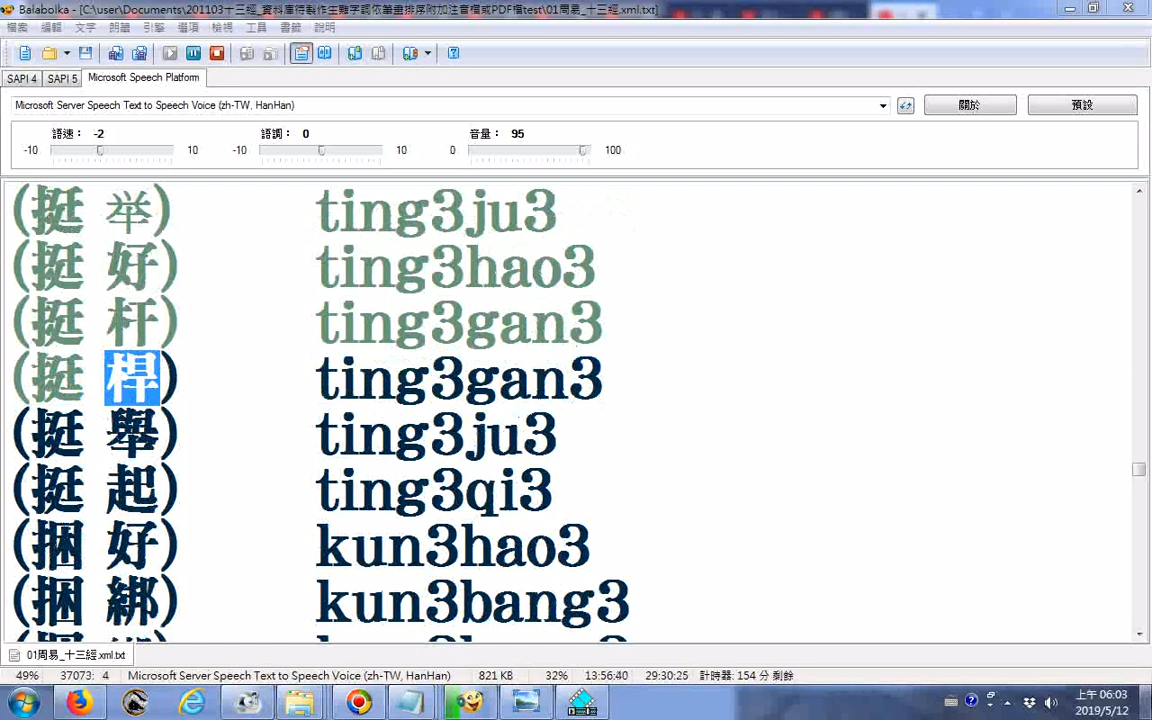 Balabolka - [C:\user\Documents\201103十三經_資料庫待製作生難字詞依筆畫排序附加注音檔或PDF檔test\01周易_十三經.xml.txt]
檔案 編輯 文字 朗讀 引擎 選項 檢視 工具 書籤 說明
SAPI 4 SAPI 5 Microsoft Speech Platform
Microsoft Server Speech Text to Speech Voice (zh-TW, HanHan) 關於 預設
語速： -2 語調： 0 音量： 95
-10 10 -10 10 0 100
(挺 举) ting3ju3
(挺 好) ting3hao3
(挺 杆) ting3gan3
(挺 桿) ting3gan3
(挺 舉) ting3ju3
(挺 起) ting3qi3
(捆 好) kun3hao3
(捆 綁) kun3bang3
01周易_十三經.xml.txt
49% 37073: 4 Microsoft Server Speech Text to Speech Voice (zh-TW, HanHan) 821 KB 32% 13:56:40 29:30:25 計時器: 154 分 剩餘
上午 06:03
2019/5/12